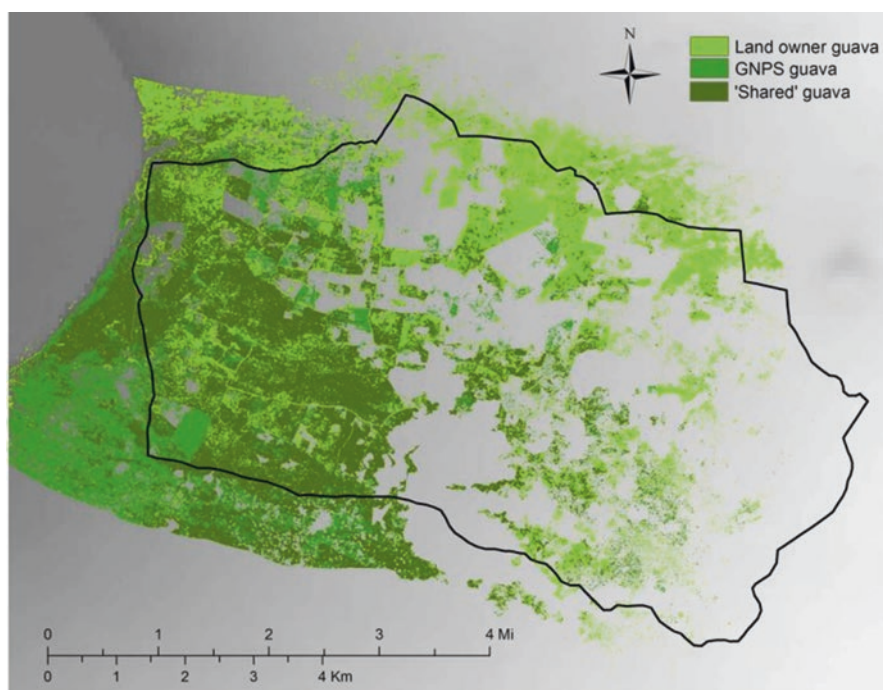 N
Land owner guava
GNPS guava
'Shared' guava
0 1 2 3 4 Mi
0 1 2 3 4 Km